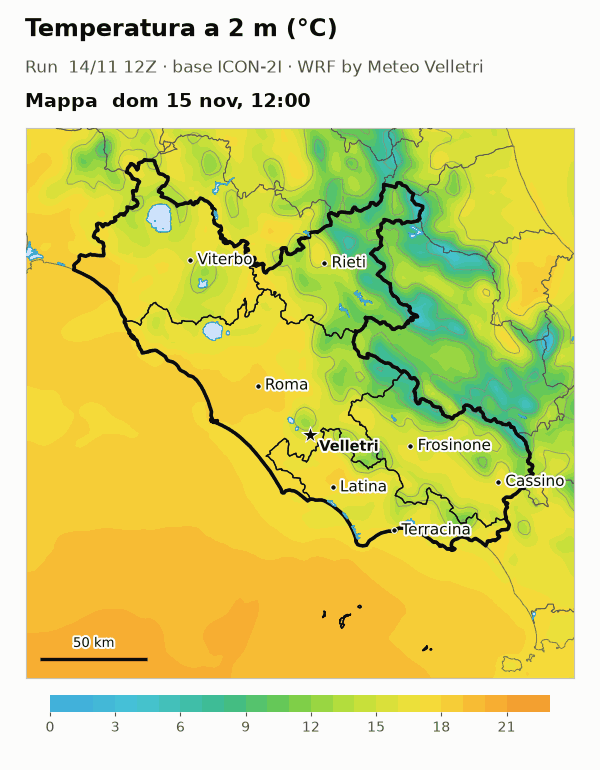 Temperatura a 2 m (°C)
Run  14/11 12Z · base ICON-2I · WRF by Meteo Velletri
Mappa  dom 15 nov, 12:00
Viterbo
Rieti
Roma
Velletri
Frosinone
Cassino
Latina
Terracina
50 km
0 3 6 9 12 15 18 21